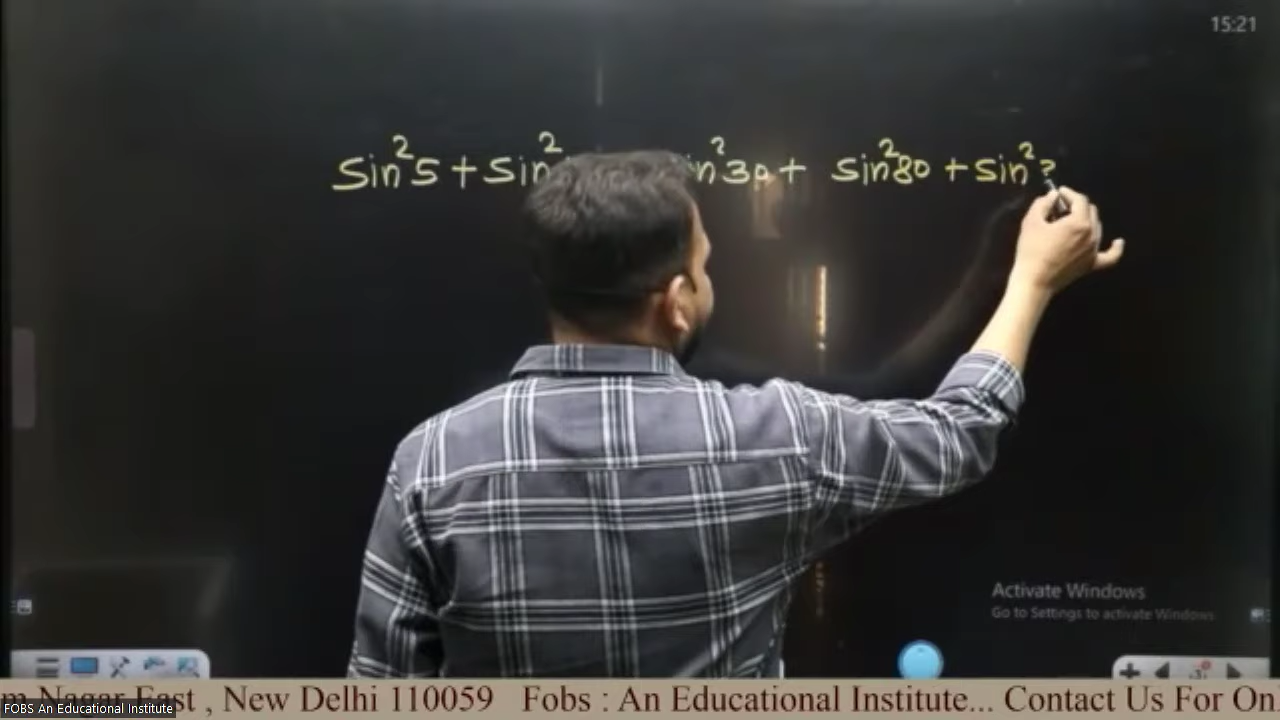 15:21
Sin²5 + Sin² in²30 + Sin²80 + Sin²
Activate Windows
Go to Settings to activate Windows
m Nagar East , New Delhi 110059 Fobs : An Educational Institute... Contact Us For On
FOBS An Educational Institute